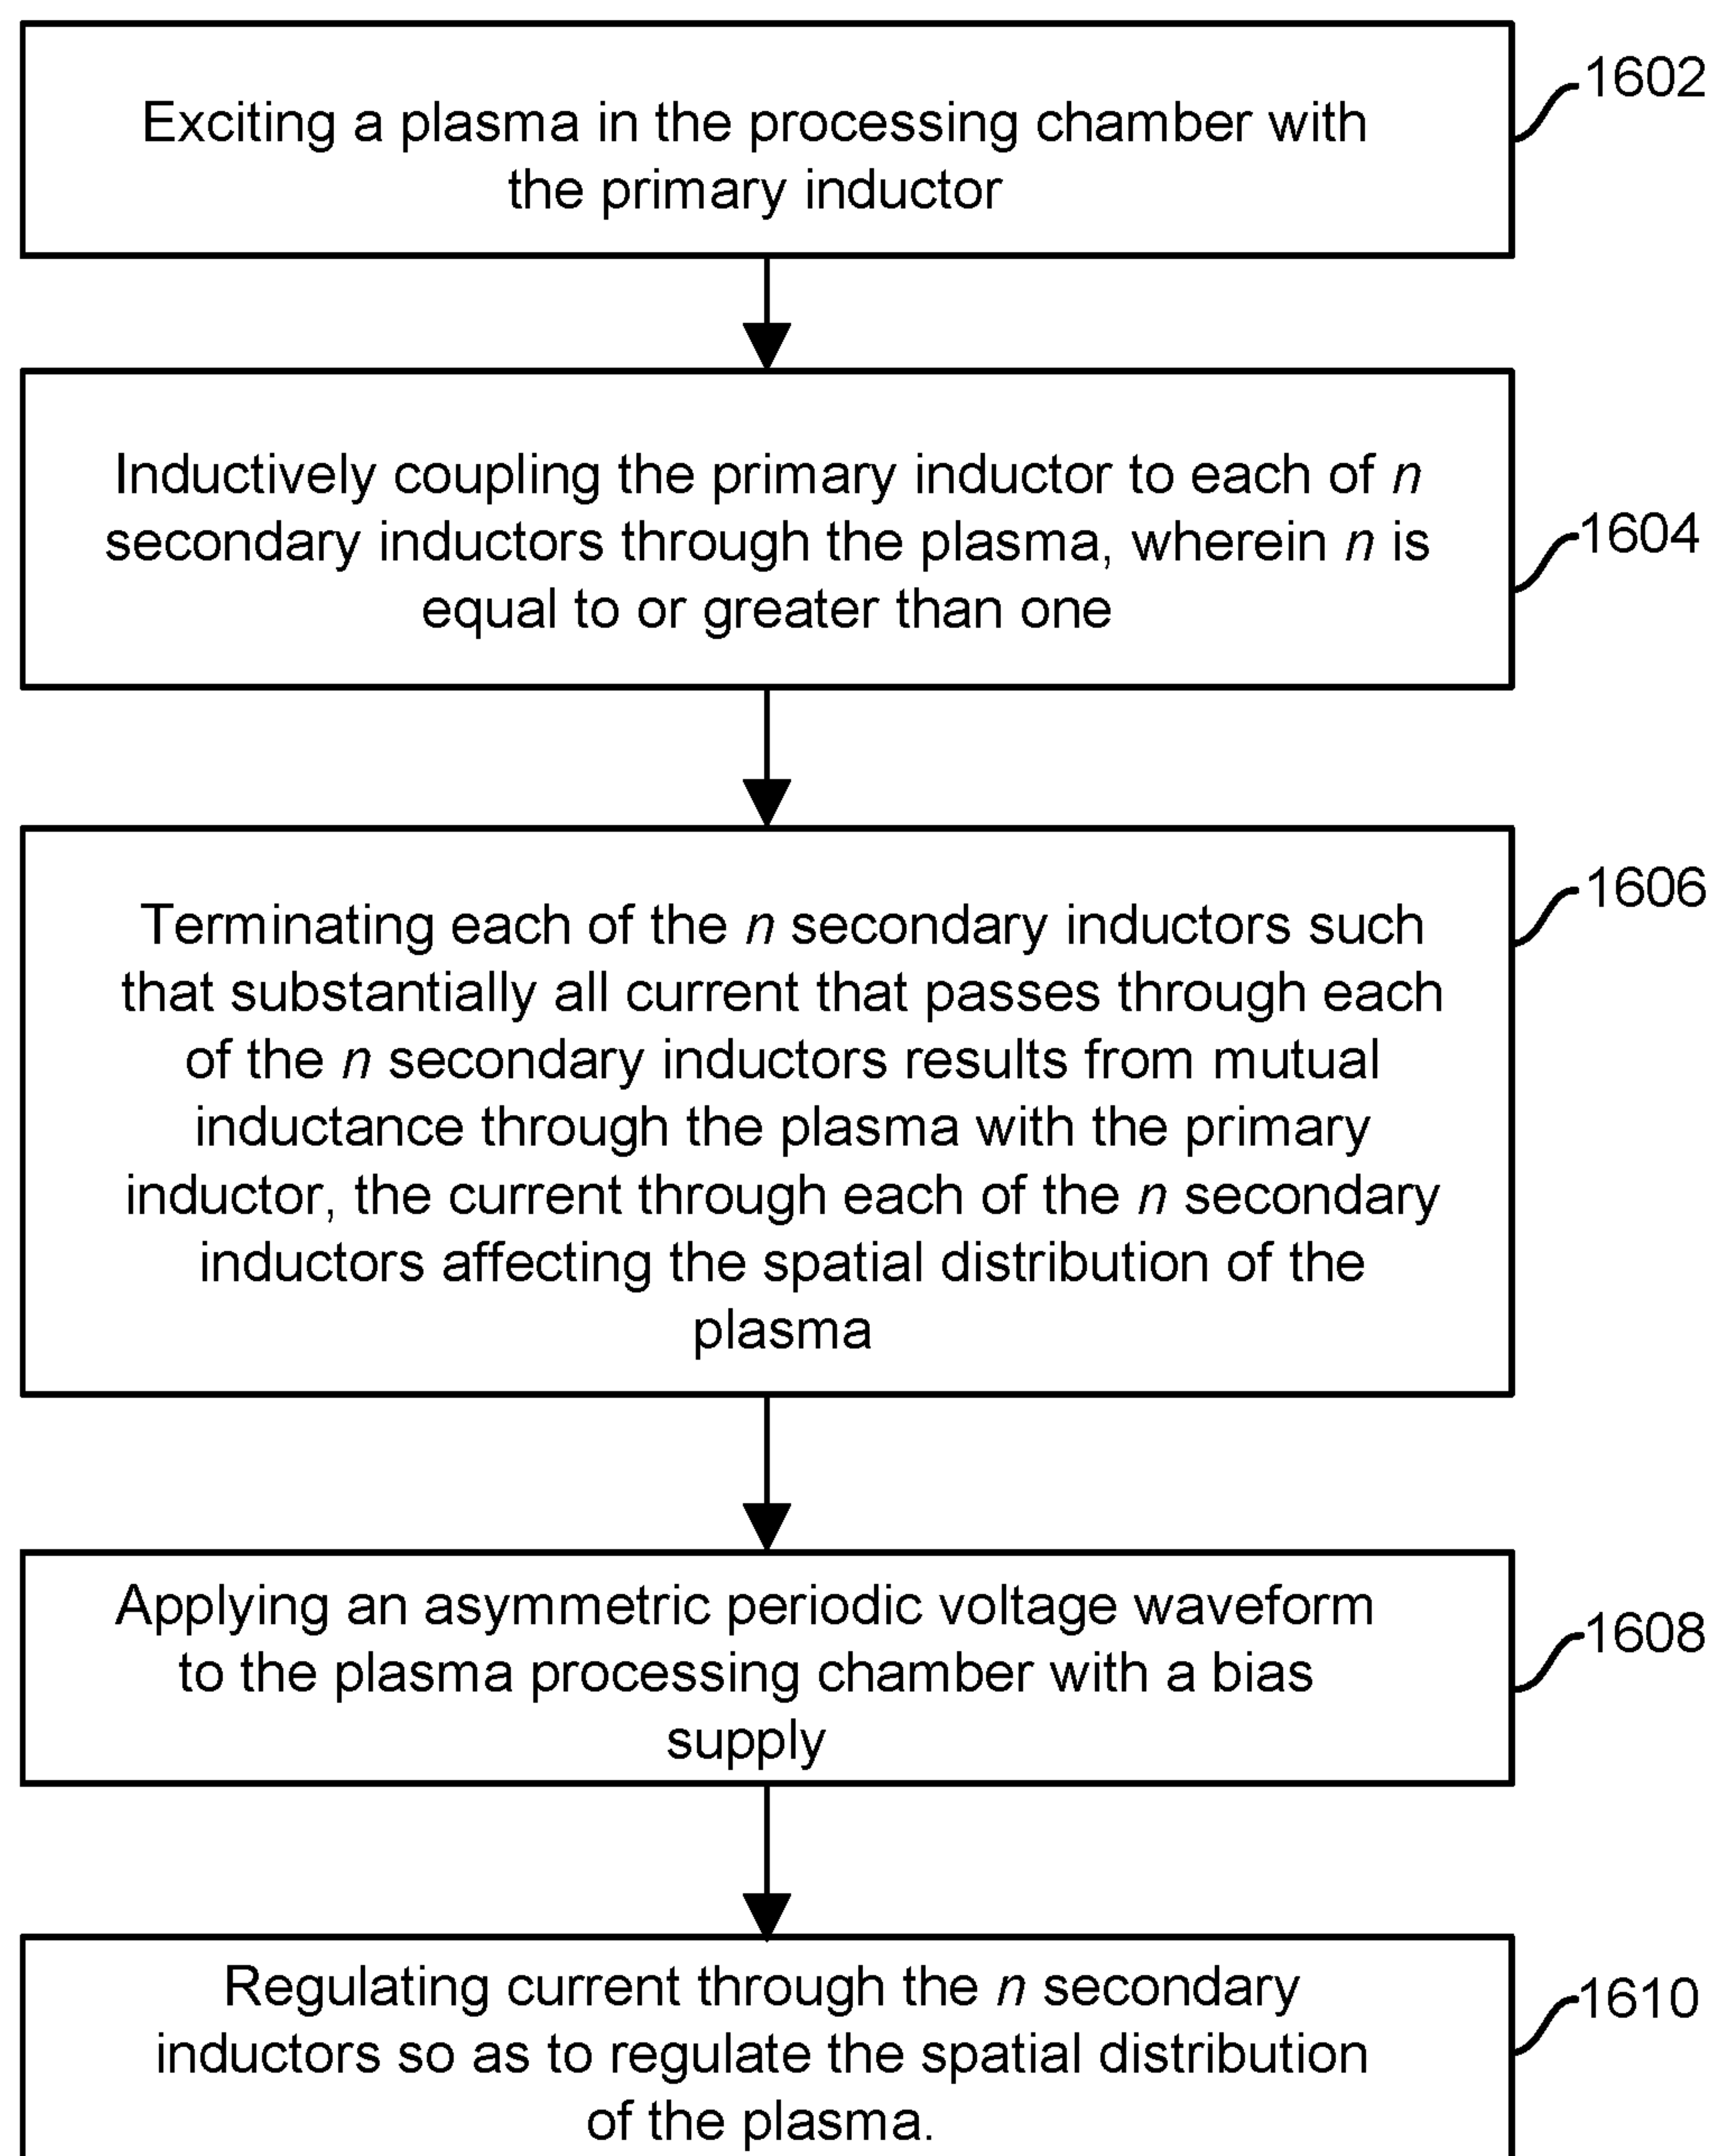 Exciting a plasma in the processing chamber with
the primary inductor
1602
Inductively coupling the primary inductor to each of n
secondary inductors through the plasma, wherein n is
equal to or greater than one
1604
Terminating each of the n secondary inductors such
that substantially all current that passes through each
of the n secondary inductors results from mutual
inductance through the plasma with the primary
inductor, the current through each of the n secondary
inductors affecting the spatial distribution of the
plasma
1606
Applying an asymmetric periodic voltage waveform
to the plasma processing chamber with a bias
supply
1608
Regulating current through the n secondary
inductors so as to regulate the spatial distribution
of the plasma.
1610